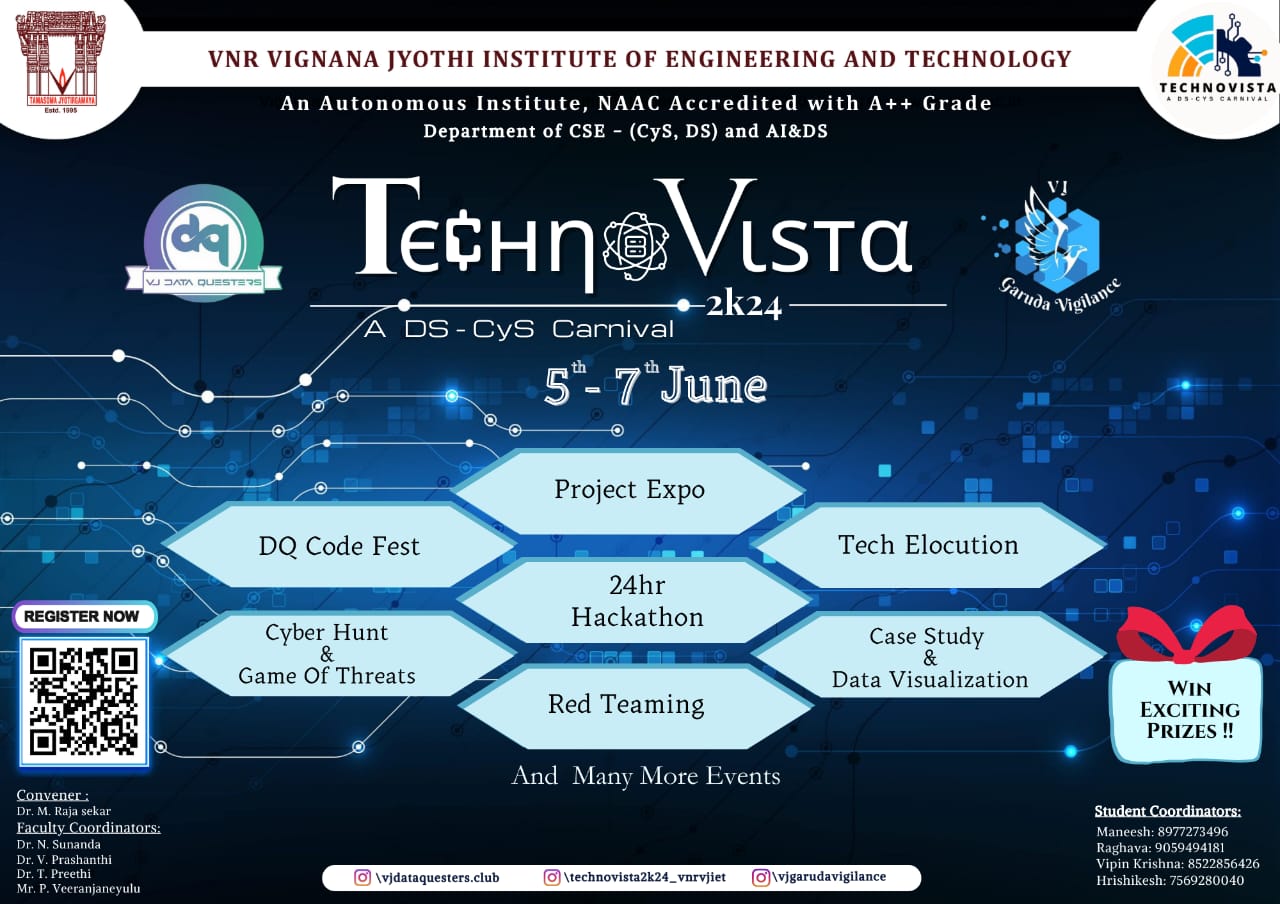 VNR VIGNANA JYOTHI INSTITUTE OF ENGINEERING AND TECHNOLOGY
TAMASOMA JYOTIRGAMAYA
Estd. 1995
TECHNOVISTA
A DS-CYS CARNIVAL
An Autonomous Institute, NAAC Accredited with A++ Grade
Department of CSE – (CyS, DS) and AI&DS
dq
VJ DATA QUESTERS
TechnoVista
2k24
A DS-CyS Carnival
VJ
Garuda Vigilance
5th - 7th June
Project Expo
DQ Code Fest
Tech Elocution
24hr
Hackathon
Cyber Hunt
&
Game Of Threats
Case Study
&
Data Visualization
Red Teaming
And Many More Events
REGISTER NOW
WIN
EXCITING
PRIZES !!
Convener :
Dr. M. Raja sekar
Faculty Coordinators:
Dr. N. Sunanda
Dr. V. Prashanthi
Dr. T. Preethi
Mr. P. Veeranjaneyulu
\vjdataquesters.club
\technovista2k24_vnrvjiet
\vjgarudavigilance
Student Coordinators:
Maneesh: 8977273496
Raghava: 9059494181
Vipin Krishna: 8522856426
Hrishikesh: 7569280040